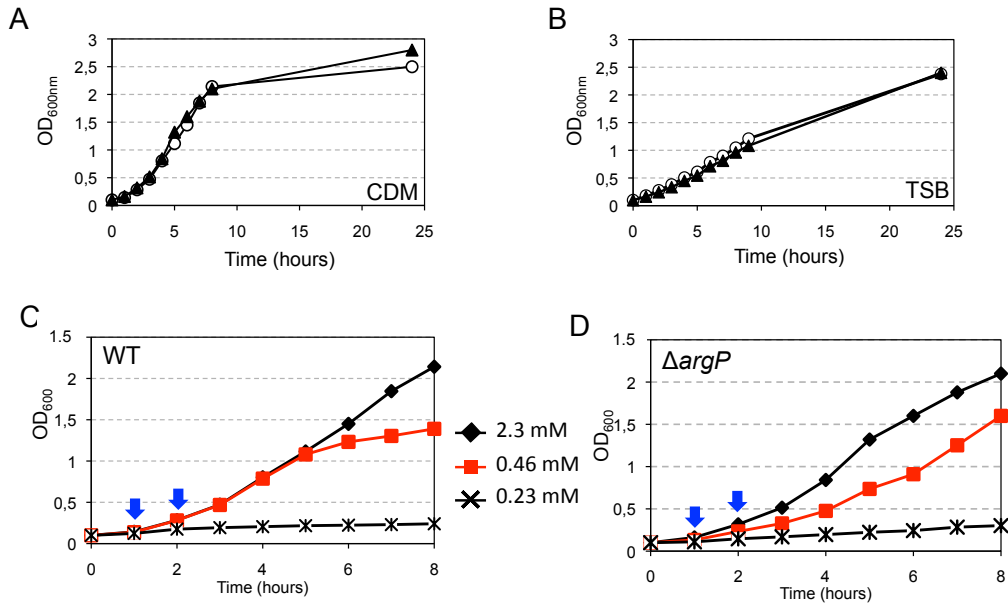 A
3
2,5
2
1,5
1
0,5
0
OD600nm
CDM
0 5 10 15 20 25
Time (hours)
B
3
2,5
2
1,5
1
0,5
0
OD600nm
TSB
0 5 10 15 20 25
Time (hours)
C
1.5
2
1,5
1
0,5
0
OD600
WT
0 2 4 6 8
Time (hours)
2.3 mM
0.46 mM
0.23 mM
D
1.5
2
1,5
1
0,5
0
OD600
ΔargP
0 2 4 6 8
Time (hours)